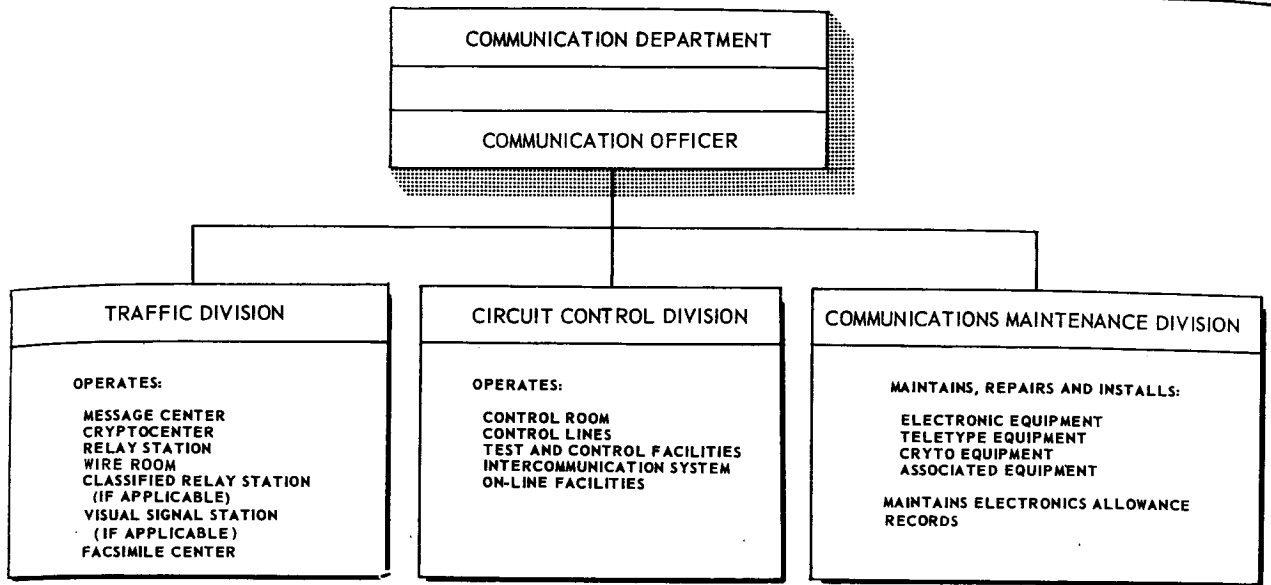 COMMUNICATION DEPARTMENT
COMMUNICATION OFFICER
TRAFFIC DIVISION
OPERATES:
MESSAGE CENTER
CRYPTOCENTER
RELAY STATION
WIRE ROOM
CLASSIFIED RELAY STATION
(IF APPLICABLE)
VISUAL SIGNAL STATION
(IF APPLICABLE)
FACSIMILE CENTER
CIRCUIT CONTROL DIVISION
OPERATES:
CONTROL ROOM
CONTROL LINES
TEST AND CONTROL FACILITIES
INTERCOMMUNICATION SYSTEM
ON-LINE FACILITIES
COMMUNICATIONS MAINTENANCE DIVISION
MAINTAINS, REPAIRS AND INSTALLS:
ELECTRONIC EQUIPMENT
TELETYPE EQUIPMENT
CRYPTO EQUIPMENT
ASSOCIATED EQUIPMENT
MAINTAINS ELECTRONICS ALLOWANCE
RECORDS